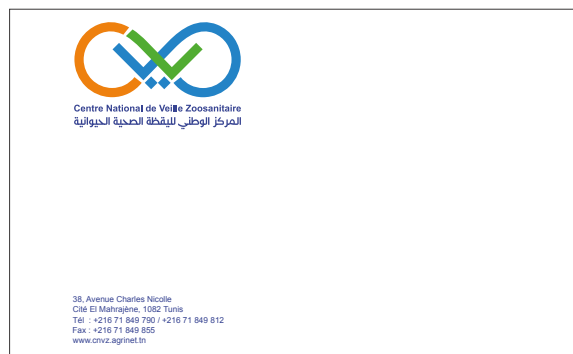 Centre National de Veille Zoosanitaire
المركز الوطني لليقظة الصحية الحيوانية
38, Avenue Charles Nicolle
Cité El Mahrajène, 1082 Tunis
Tél : +216 71 849 790 / +216 71 849 812
Fax : +216 71 849 855
www.cnvz.agrinet.tn